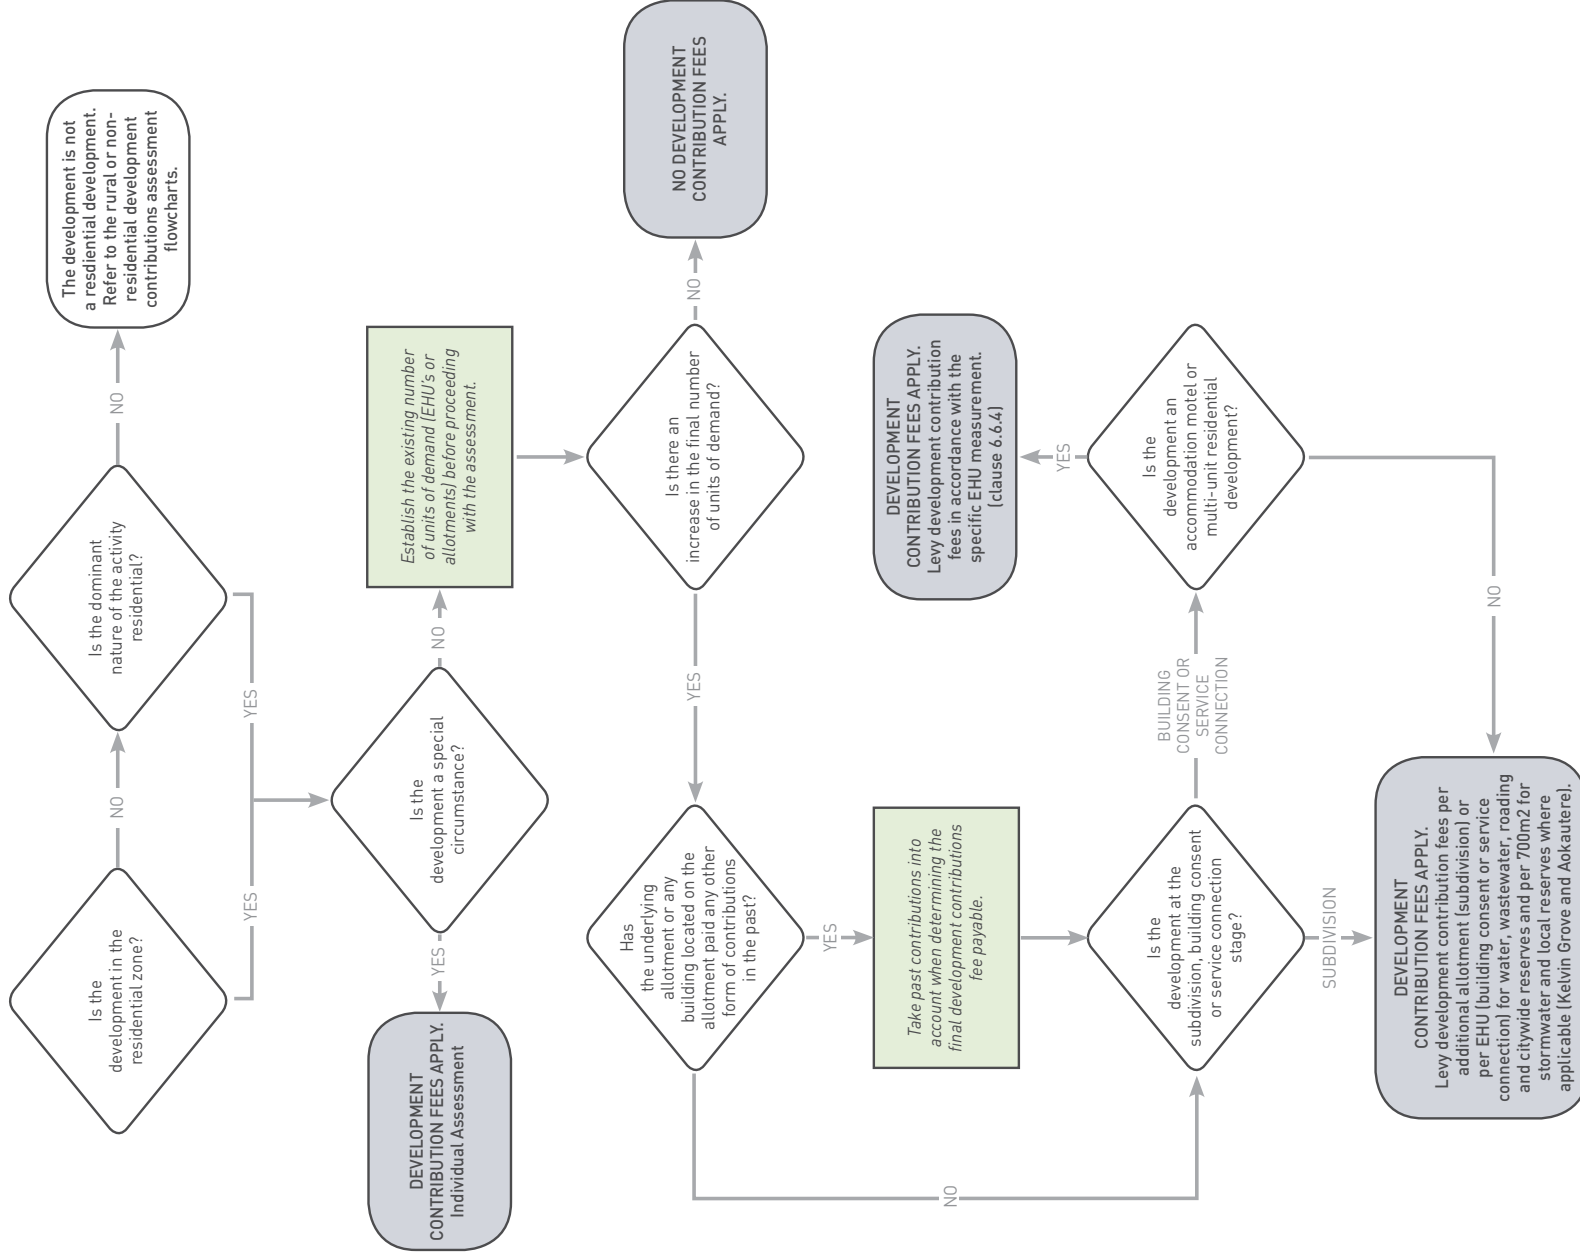 Is the
development in the
residential zone?
NO
YES
Is the dominant
nature of the activity
residential?
NO
YES
The development is not
a resdiential development.
Refer to the rural or non-
residential development
contributions assessment
flowcharts.
Is the
development a special
circumstance?
YES
DEVELOPMENT
CONTRIBUTION FEES APPLY.
Individual Assessment
NO
Establish the existing number
of units of demand (EHU's or
allotments) before proceeding
with the assessment.
Is there an
increase in the final number
of units of demand?
NO
NO DEVELOPMENT
CONTRIBUTION FEES
APPLY.
YES
Has
the underlying
allotment or any
building located on the
allotment paid any other
form of contributions
in the past?
YES
NO
Take past contributions into
account when determining the
final development contributions
fee payable.
Is the
development at the
subdivision, building consent
or service connection
stage?
SUBDIVISION
BUILDING
CONSENT OR
SERVICE
CONNECTION
Is the
development an
accommodation motel or
multi-unit residential
development?
YES
DEVELOPMENT
CONTRIBUTION FEES APPLY.
Levy development contribution
fees in accordance with the
specific EHU measurement.
(clause 6.6.4)
NO
DEVELOPMENT
CONTRIBUTION FEES APPLY.
Levy development contribution fees per
additional allotment (subdivision) or
per EHU (building consent or service
connection) for water, wastewater, roading
and citywide reserves and per 700m2 for
stormwater and local reserves where
applicable (Kelvin Grove and Aokautere).